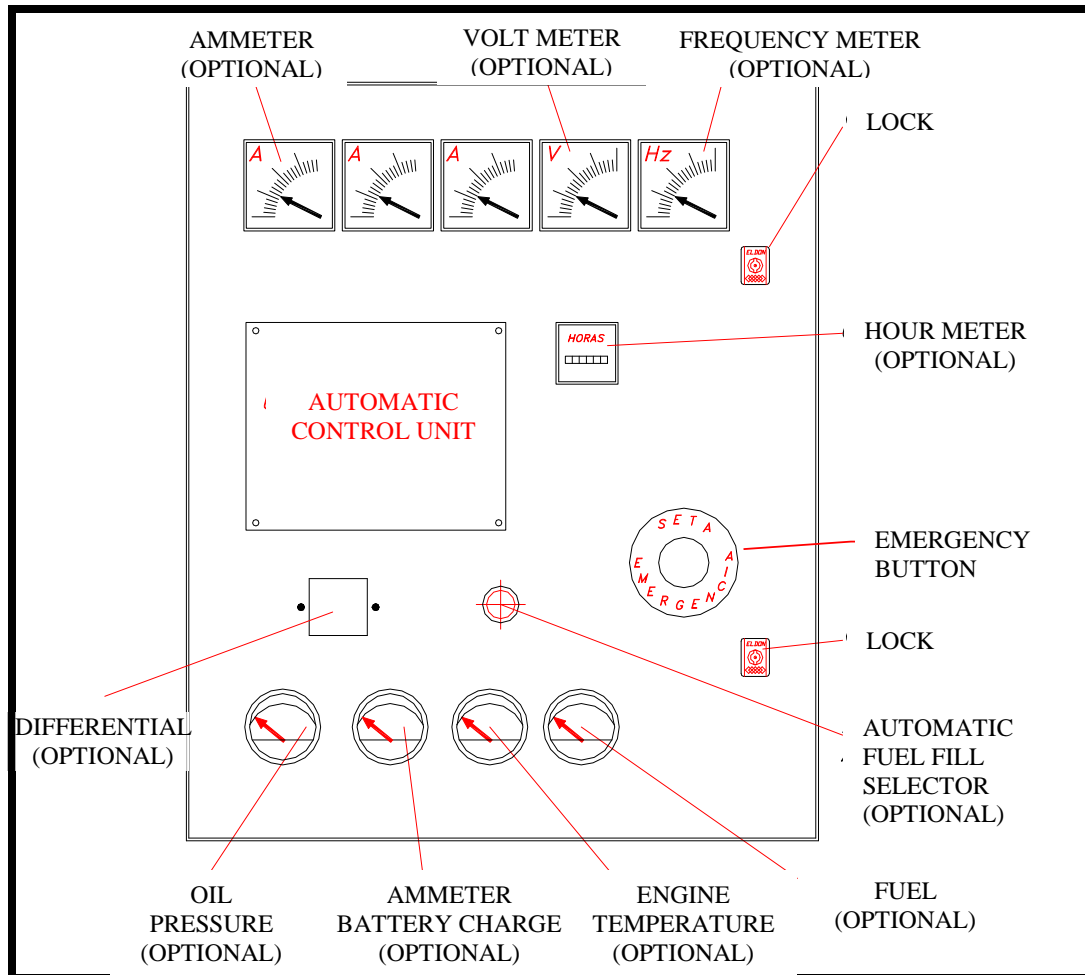 AMMETER
(OPTIONAL)
VOLT METER
(OPTIONAL)
FREQUENCY METER
(OPTIONAL)
LOCK
A
A
A
V
Hz
ELDON
HORAS
HOUR METER
(OPTIONAL)
AUTOMATIC
CONTROL UNIT
SETA
EMERGENCIA
EMERGENCY
BUTTON
ELDON
LOCK
DIFFERENTIAL
(OPTIONAL)
AUTOMATIC
FUEL FILL
SELECTOR
(OPTIONAL)
OIL
PRESSURE
(OPTIONAL)
AMMETER
BATTERY CHARGE
(OPTIONAL)
ENGINE
TEMPERATURE
(OPTIONAL)
FUEL
(OPTIONAL)